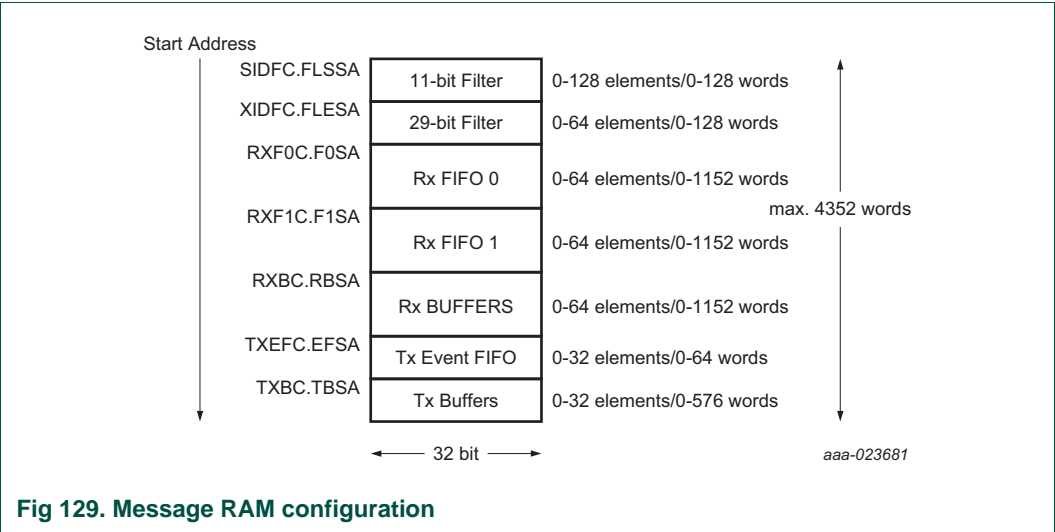 Start Address
SIDFC.FLSSA
11-bit Filter
0-128 elements/0-128 words
XIDFC.FLESA
29-bit Filter
0-64 elements/0-128 words
RXF0C.F0SA
Rx FIFO 0
0-64 elements/0-1152 words
max. 4352 words
RXF1C.F1SA
Rx FIFO 1
0-64 elements/0-1152 words
RXBC.RBSA
Rx BUFFERS
0-64 elements/0-1152 words
TXEFC.EFSA
Tx Event FIFO
0-32 elements/0-64 words
TXBC.TBSA
Tx Buffers
0-32 elements/0-576 words
32 bit
aaa-023681
Fig 129. Message RAM configuration